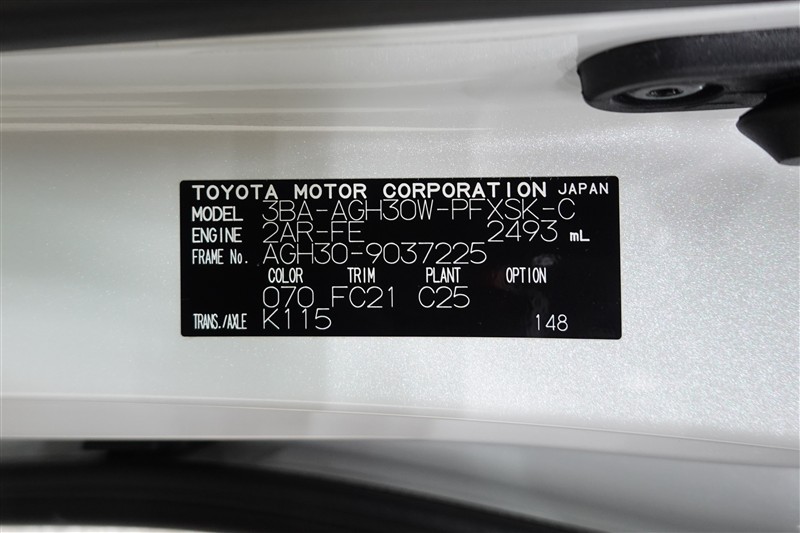 TOYOTA MOTOR CORPORATION JAPAN
MODEL 3BA-AGH30W-PFXSK-C
ENGINE 2AR-FE 2493 mL
FRAME No. AGH30-9037225
COLOR TRIM PLANT OPTION
070 FC21 C25
TRANS./AXLE K115 148